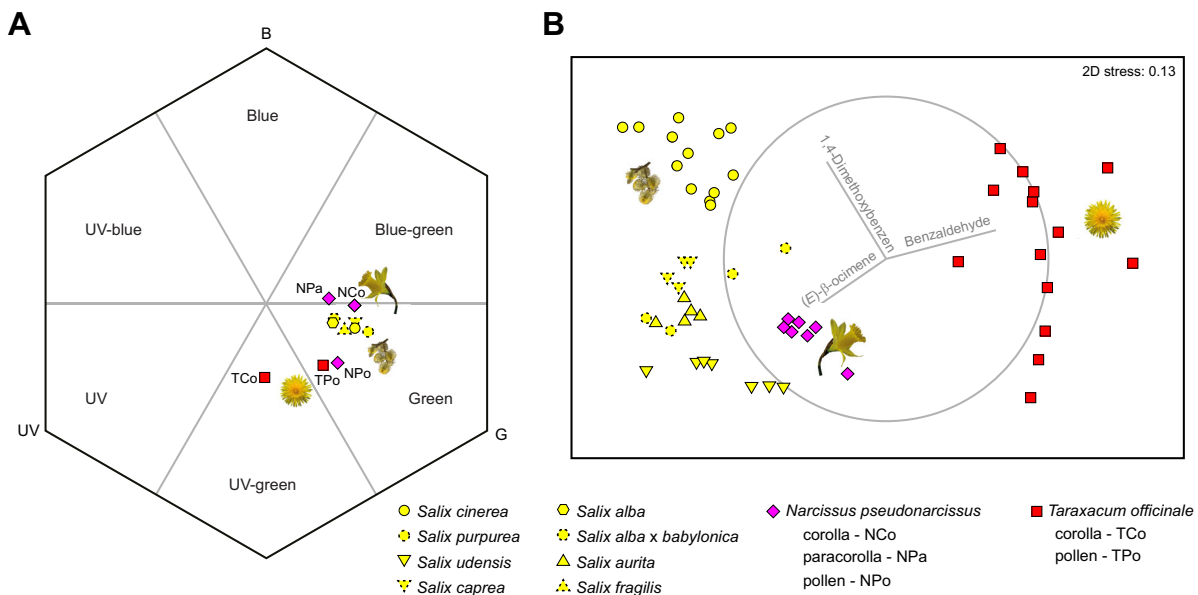 A
B
Blue
UV-blue
Blue-green
NPa
NCo
TCo
TPo
NPo
UV
Green
UV
G
UV-green
B
2D stress: 0.13
1,4-Dimethoxybenzen
Benzaldehyde
(E)-β-ocimene
Salix cinerea
Salix purpurea
Salix udensis
Salix caprea
Salix alba
Salix alba x babylonica
Salix aurita
Salix fragilis
Narcissus pseudonarcissus
corolla - NCo
paracorolla - NPa
pollen - NPo
Taraxacum officinale
corolla - TCo
pollen - TPo